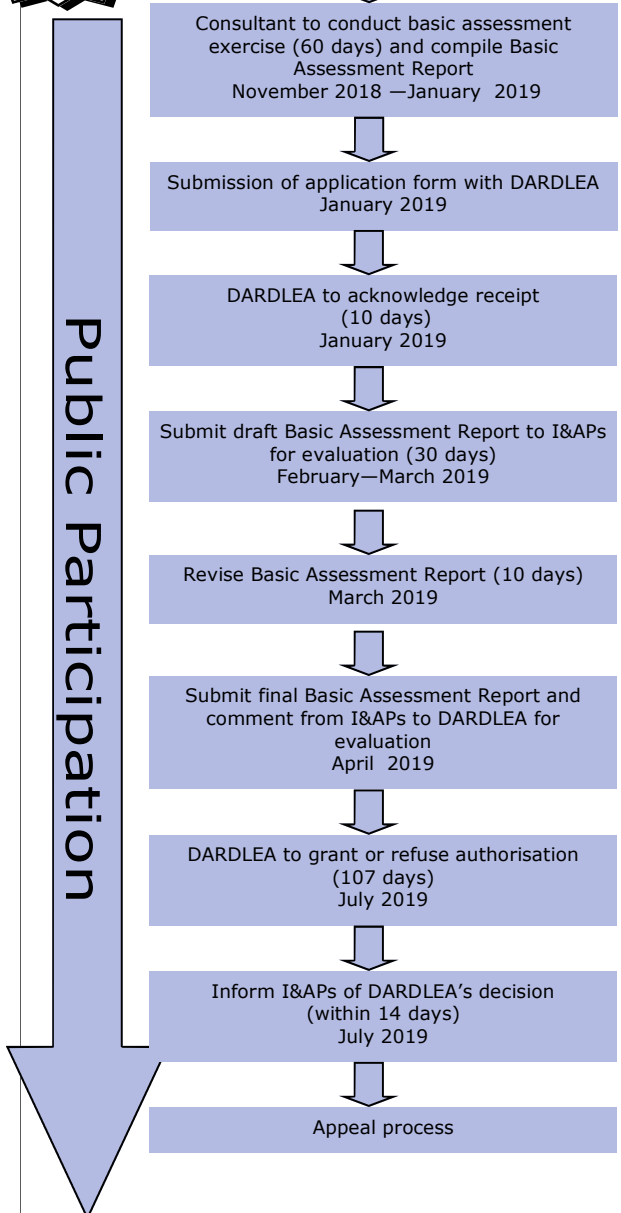 Consultant to conduct basic assessment
exercise (60 days) and compile Basic
Assessment Report
November 2018 —January  2019
Submission of application form with DARDLEA
January 2019
DARDLEA to acknowledge receipt
(10 days)
January 2019
Submit draft Basic Assessment Report to I&APs
for evaluation (30 days)
February—March 2019
Revise Basic Assessment Report (10 days)
March 2019
Submit final Basic Assessment Report and
comment from I&APs to DARDLEA for
evaluation
April  2019
DARDLEA to grant or refuse authorisation
(107 days)
July 2019
Inform I&APs of DARDLEA’s decision
(within 14 days)
July 2019
Appeal process
Public Participation